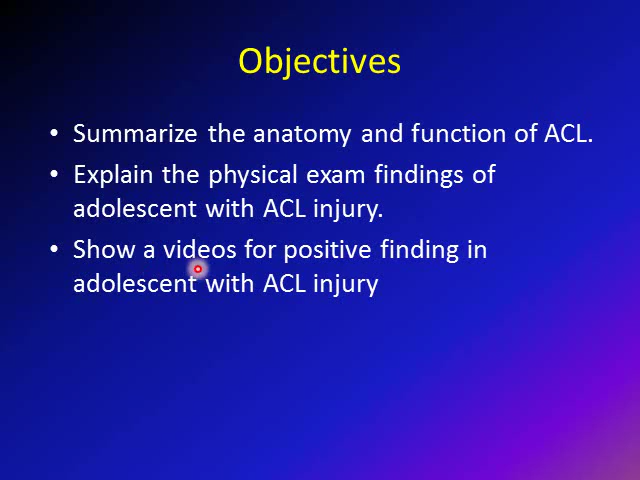 Objectives
• Summarize the anatomy and function of ACL.
• Explain the physical exam findings of
adolescent with ACL injury.
• Show a videos for positive finding in
adolescent with ACL injury